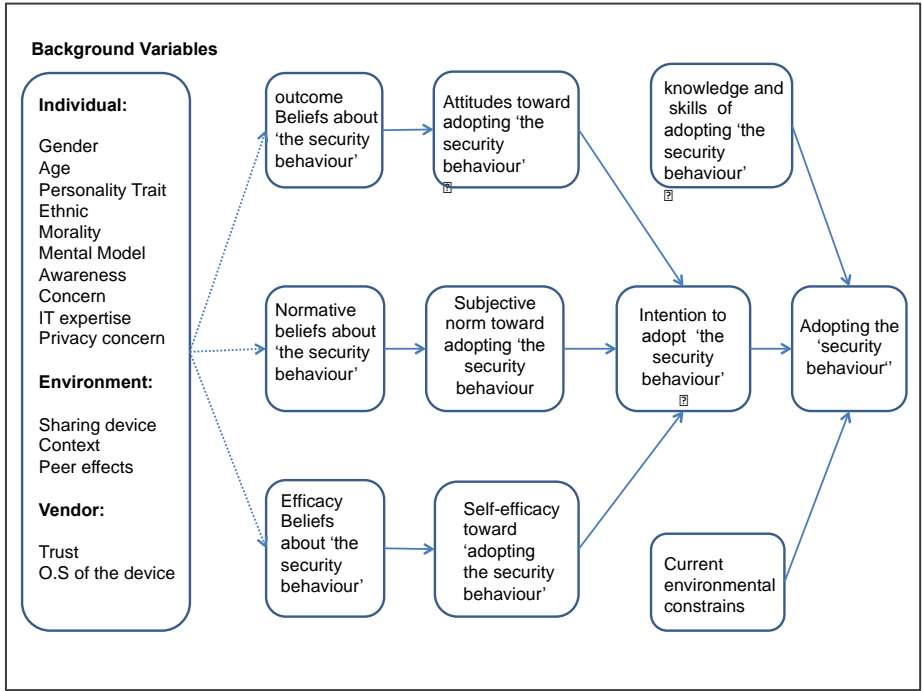 Background Variables
Individual:
Gender
Age
Personality Trait
Ethnic
Morality
Mental Model
Awareness
Concern
IT expertise
Privacy concern
Environment:
Sharing device
Context
Peer effects
Vendor:
Trust
O.S of the device
outcome
Beliefs about
‘the security
behaviour’
Attitudes toward
adopting ‘the
security
behaviour’
knowledge and
skills of
adopting ‘the
security
behaviour’
Normative
beliefs about
‘the security
behaviour’
Subjective
norm toward
adopting ‘the
security
behaviour
Intention to
adopt ‘the
security
behaviour’
Adopting the
‘security
behaviour‘’
Efficacy
Beliefs
about ‘the
security
behaviour’
Self-efficacy
toward
‘adopting
the security
behaviour’
Current
environmental
constrains